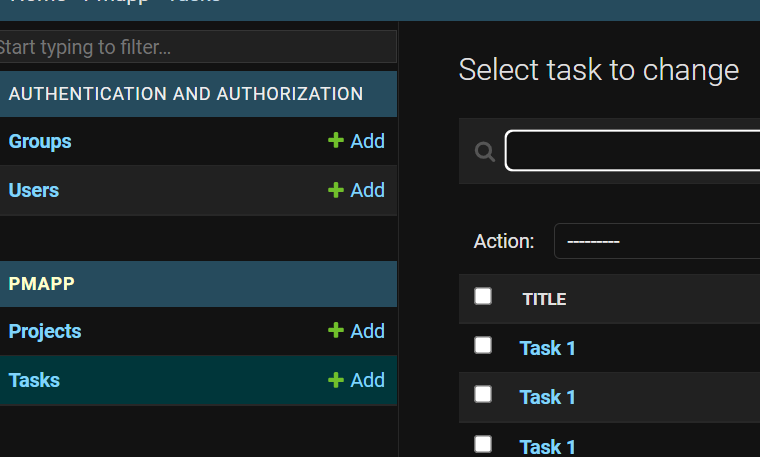 Start typing to filter...
AUTHENTICATION AND AUTHORIZATION
Groups + Add
Users + Add
PMAPP
Projects + Add
Tasks + Add
Select task to change
Action: ---------
TITLE
Task 1
Task 1
Task 1